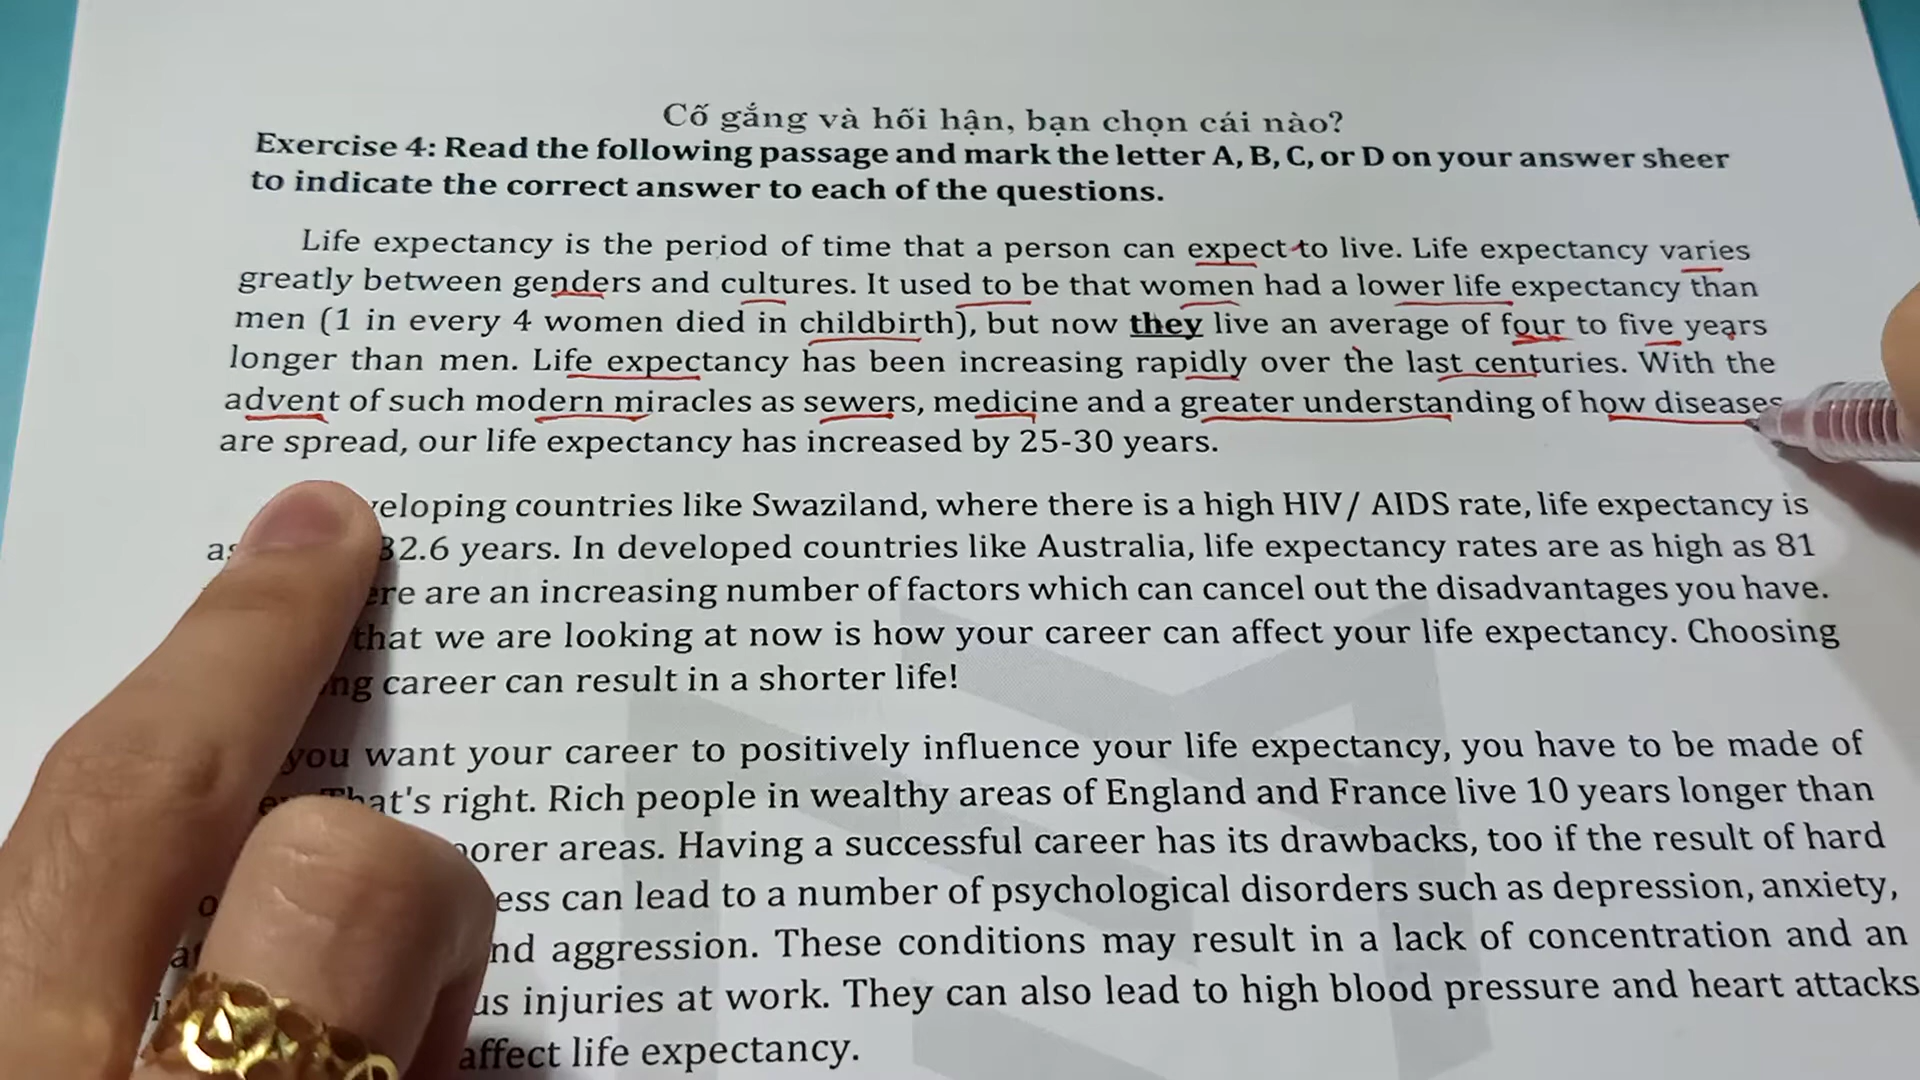 Cố gắng và hối hận, bạn chọn cái nào?
Exercise 4: Read the following passage and mark the letter A, B, C, or D on your answer sheer
to indicate the correct answer to each of the questions.
Life expectancy is the period of time that a person can expect to live. Life expectancy varies
greatly between genders and cultures. It used to be that women had a lower life expectancy than
men (1 in every 4 women died in childbirth), but now they live an average of four to five years
longer than men. Life expectancy has been increasing rapidly over the last centuries. With the
advent of such modern miracles as sewers, medicine and a greater understanding of how diseases
are spread, our life expectancy has increased by 25-30 years.
countries like Swaziland, where there is a high HIV/ AIDS rate, life expectancy is
32.6 years. In developed countries like Australia, life expectancy rates are as high as 81
are an increasing number of factors which can cancel out the disadvantages you have.
that we are looking at now is how your career can affect your life expectancy. Choosing
career can result in a shorter life!
you want your career to positively influence your life expectancy, you have to be made of
That's right. Rich people in wealthy areas of England and France live 10 years longer than
areas. Having a successful career has its drawbacks, too if the result of hard
can lead to a number of psychological disorders such as depression, anxiety,
aggression. These conditions may result in a lack of concentration and an
injuries at work. They can also lead to high blood pressure and heart attacks
affect life expectancy.